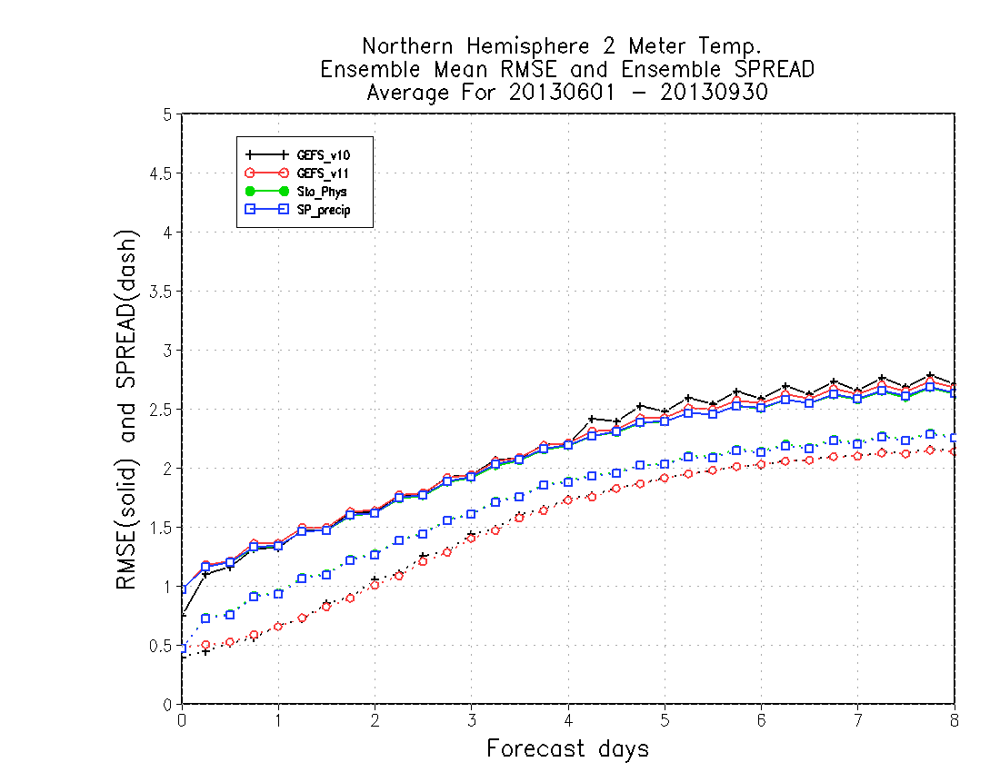 Northern Hemisphere 2 Meter Temp.
Ensemble Mean RMSE and Ensemble SPREAD
Average For 20130601 - 20130930
5
4.5
4
3.5
3
2.5
2
1.5
1
0.5
0
RMSE(solid) and SPREAD(dash)
GEFS_v10
GEFS_v11
Sto_Phys
SP_precip
0 1 2 3 4 5 6 7 8
Forecast days